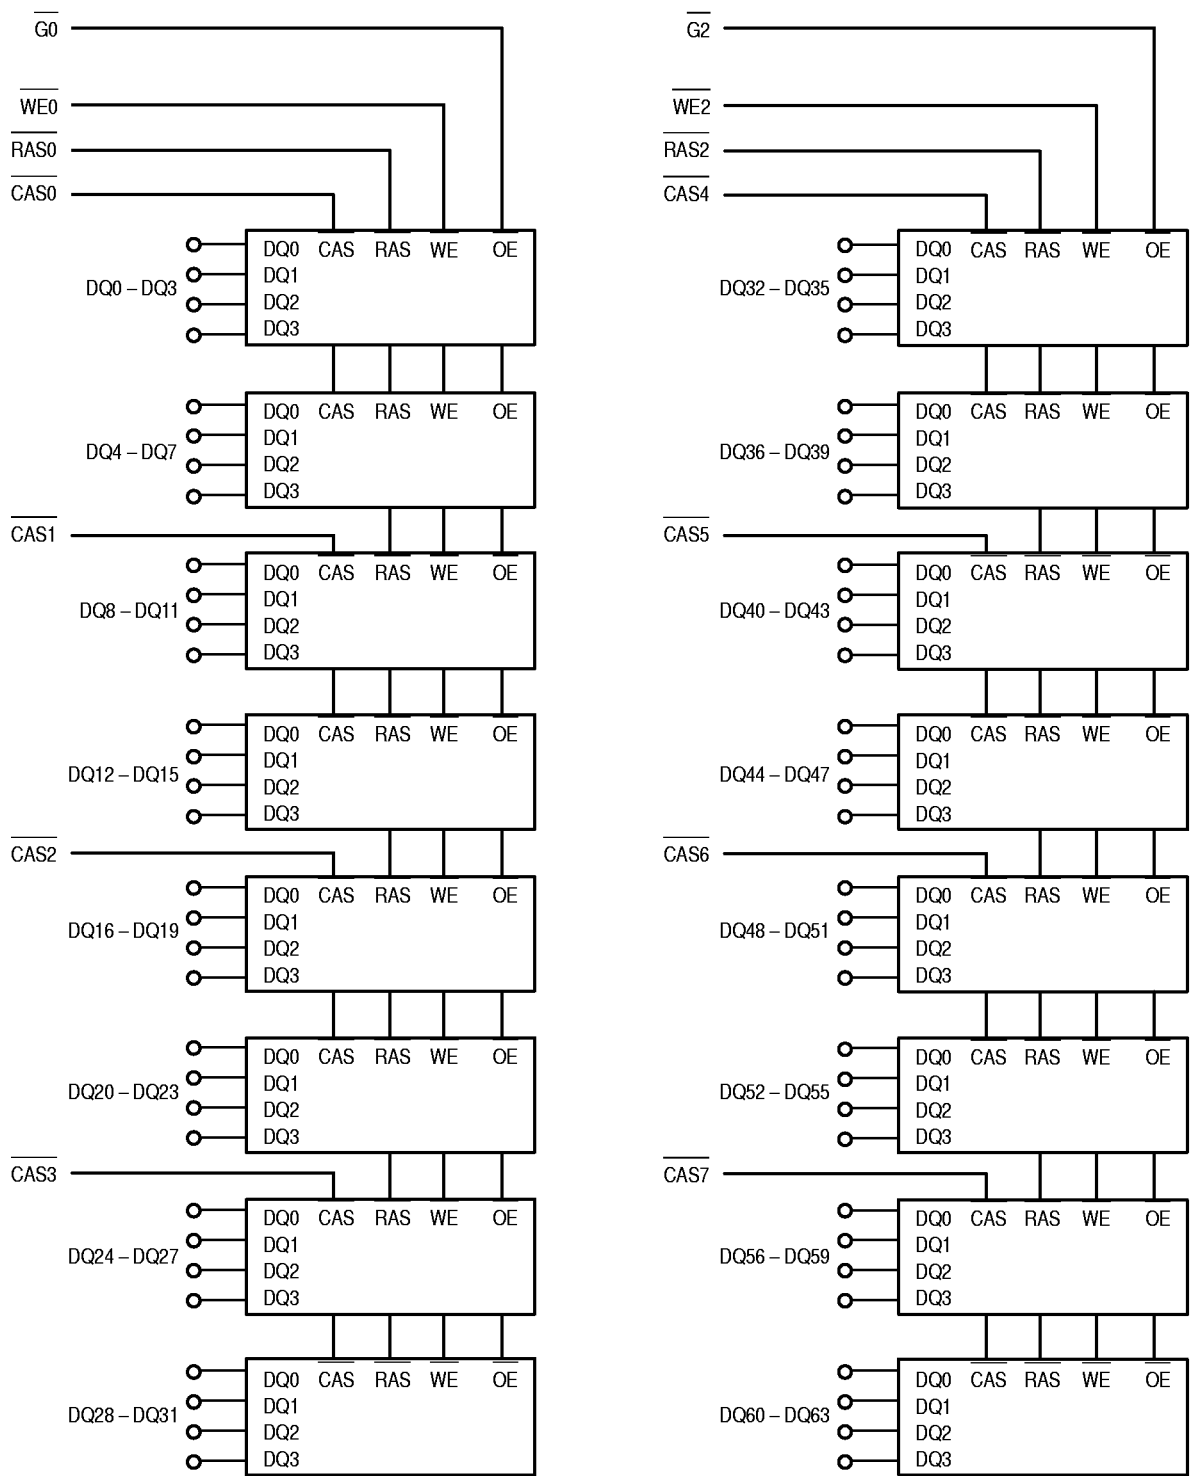 G0
WE0
RAS0
CAS0
DQ0 CAS RAS WE OE
DQ1
DQ0 – DQ3
DQ2
DQ3
DQ0 CAS RAS WE OE
DQ1
DQ4 – DQ7
DQ2
DQ3
CAS1
DQ0 CAS RAS WE OE
DQ1
DQ8 – DQ11
DQ2
DQ3
DQ0 CAS RAS WE OE
DQ1
DQ12 – DQ15
DQ2
DQ3
CAS2
DQ0 CAS RAS WE OE
DQ1
DQ16 – DQ19
DQ2
DQ3
DQ0 CAS RAS WE OE
DQ1
DQ20 – DQ23
DQ2
DQ3
CAS3
DQ0 CAS RAS WE OE
DQ1
DQ24 – DQ27
DQ2
DQ3
DQ0 CAS RAS WE OE
DQ1
DQ28 – DQ31
DQ2
DQ3
G2
WE2
RAS2
CAS4
DQ0 CAS RAS WE OE
DQ1
DQ32 – DQ35
DQ2
DQ3
DQ0 CAS RAS WE OE
DQ1
DQ36 – DQ39
DQ2
DQ3
CAS5
DQ0 CAS RAS WE OE
DQ1
DQ40 – DQ43
DQ2
DQ3
DQ0 CAS RAS WE OE
DQ1
DQ44 – DQ47
DQ2
DQ3
CAS6
DQ0 CAS RAS WE OE
DQ1
DQ48 – DQ51
DQ2
DQ3
DQ0 CAS RAS WE OE
DQ1
DQ52 – DQ55
DQ2
DQ3
CAS7
DQ0 CAS RAS WE OE
DQ1
DQ56 – DQ59
DQ2
DQ3
DQ0 CAS RAS WE OE
DQ1
DQ60 – DQ63
DQ2
DQ3